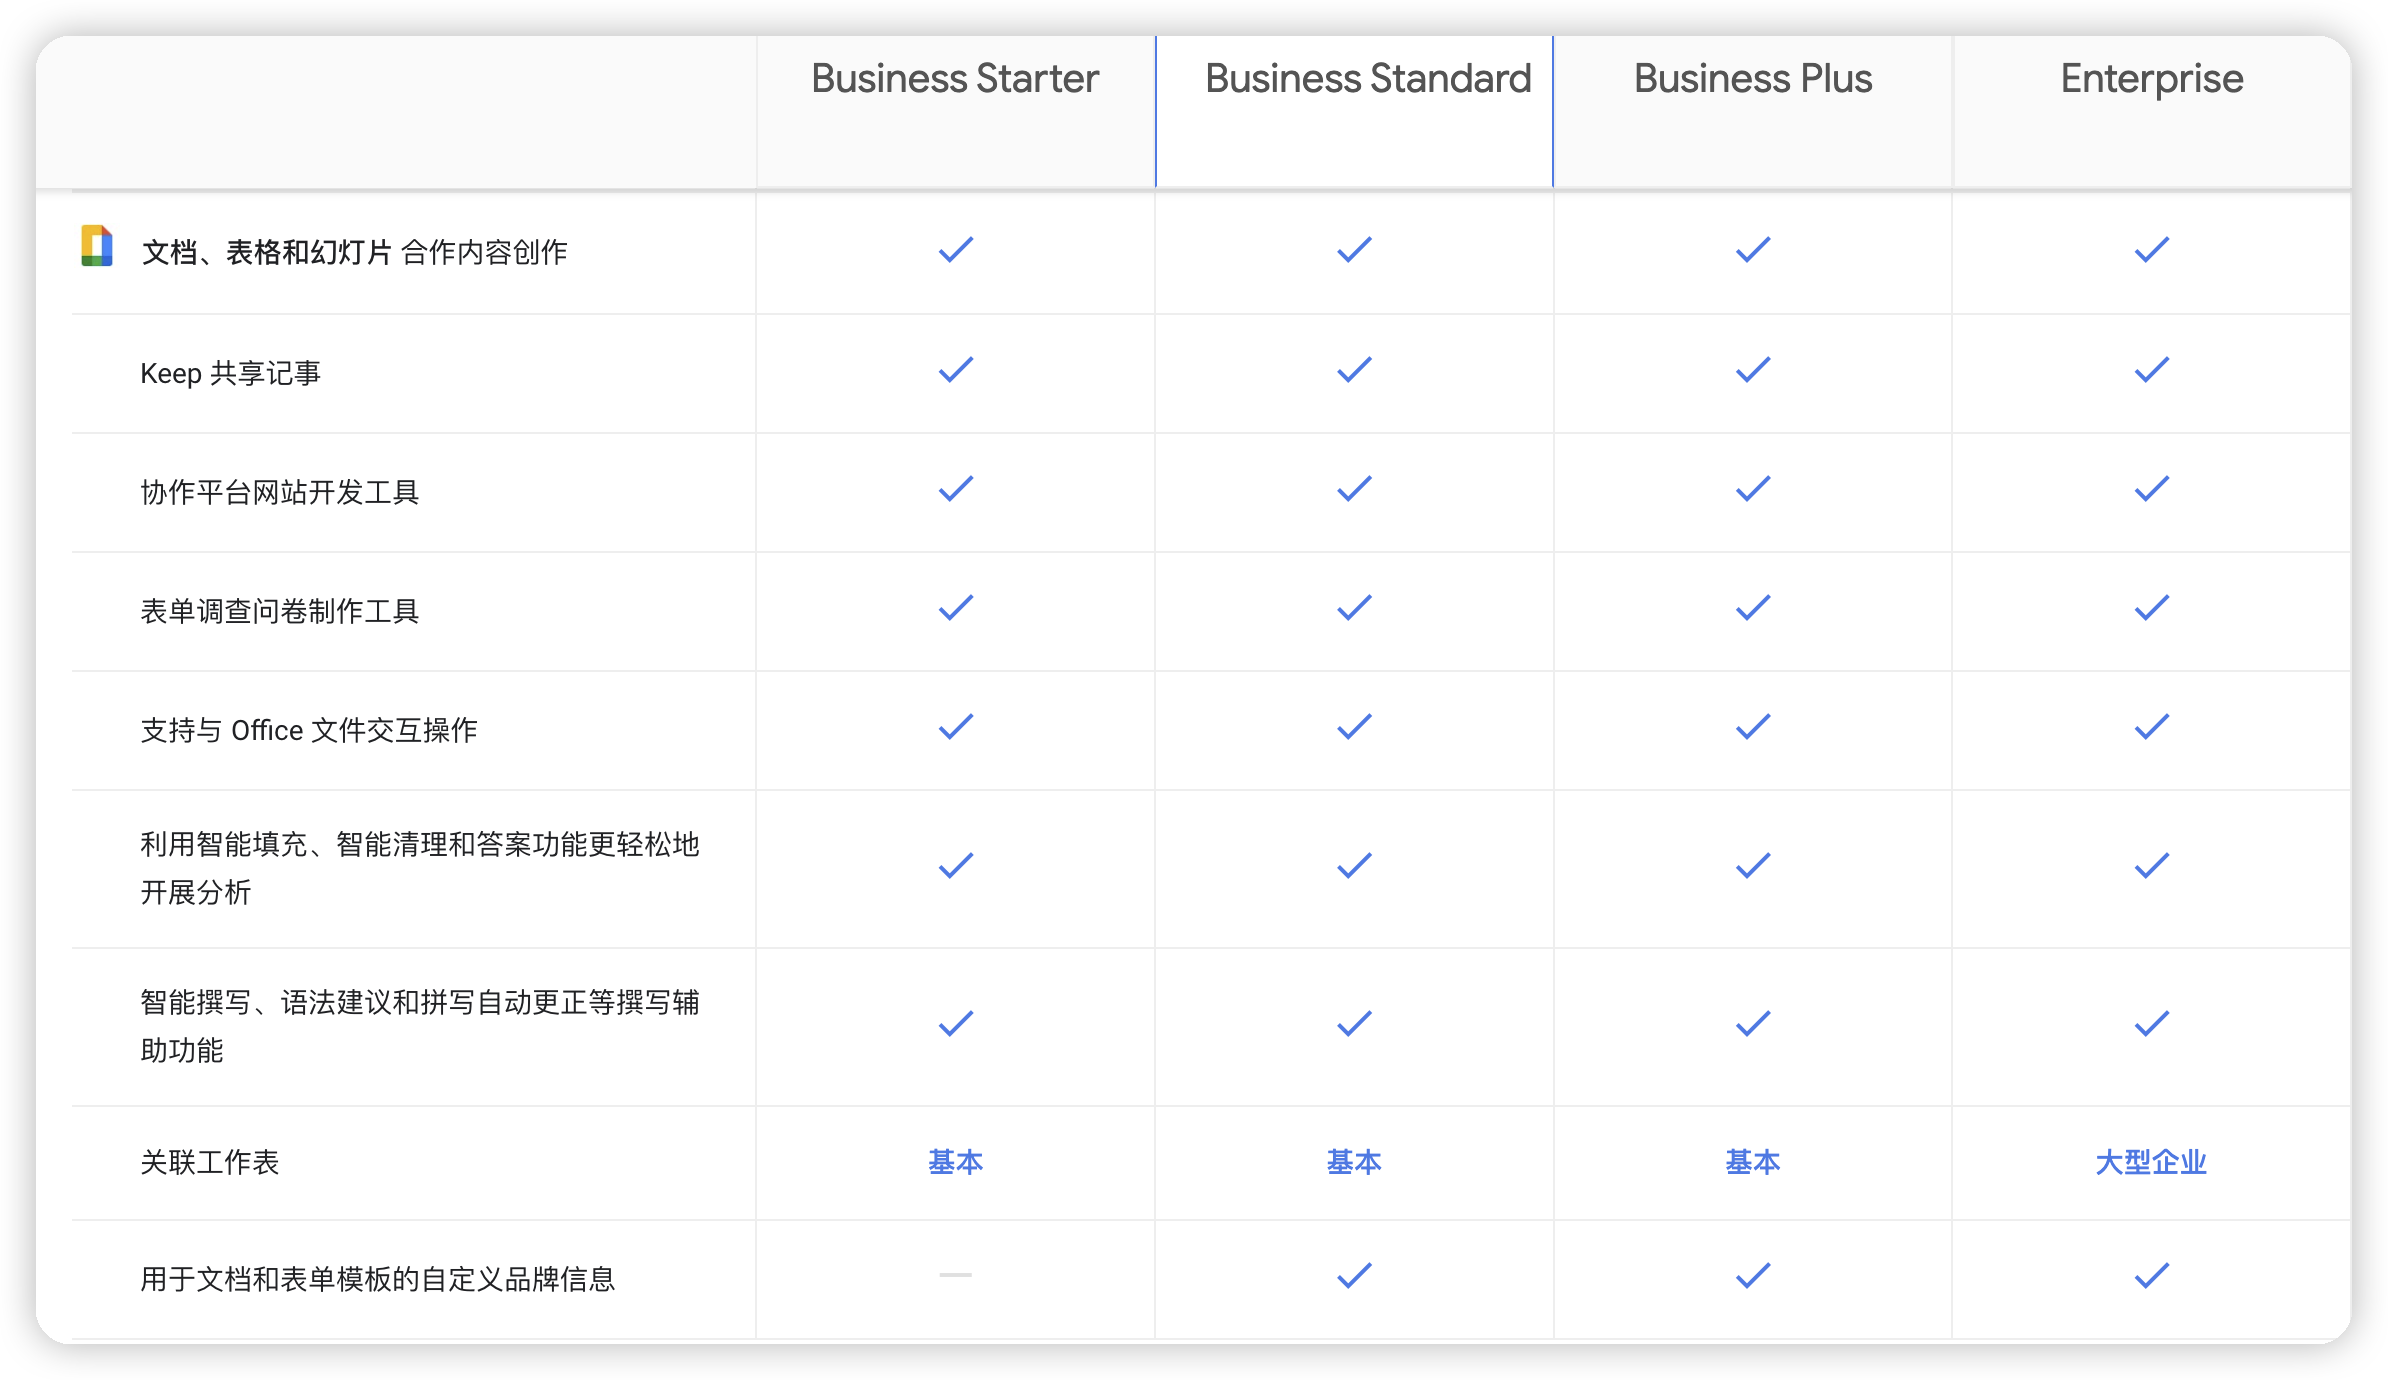 Business Starter Business Standard Business Plus Enterprise
文档、表格和幻灯片 合作内容创作
Keep 共享记事
协作平台网站开发工具
表单调查问卷制作工具
支持与 Office 文件交互操作
利用智能填充、智能清理和答案功能更轻松地
开展分析
智能撰写、语法建议和拼写自动更正等撰写辅
助功能
关联工作表 基本 基本 基本 大型企业
用于文档和表单模板的自定义品牌信息